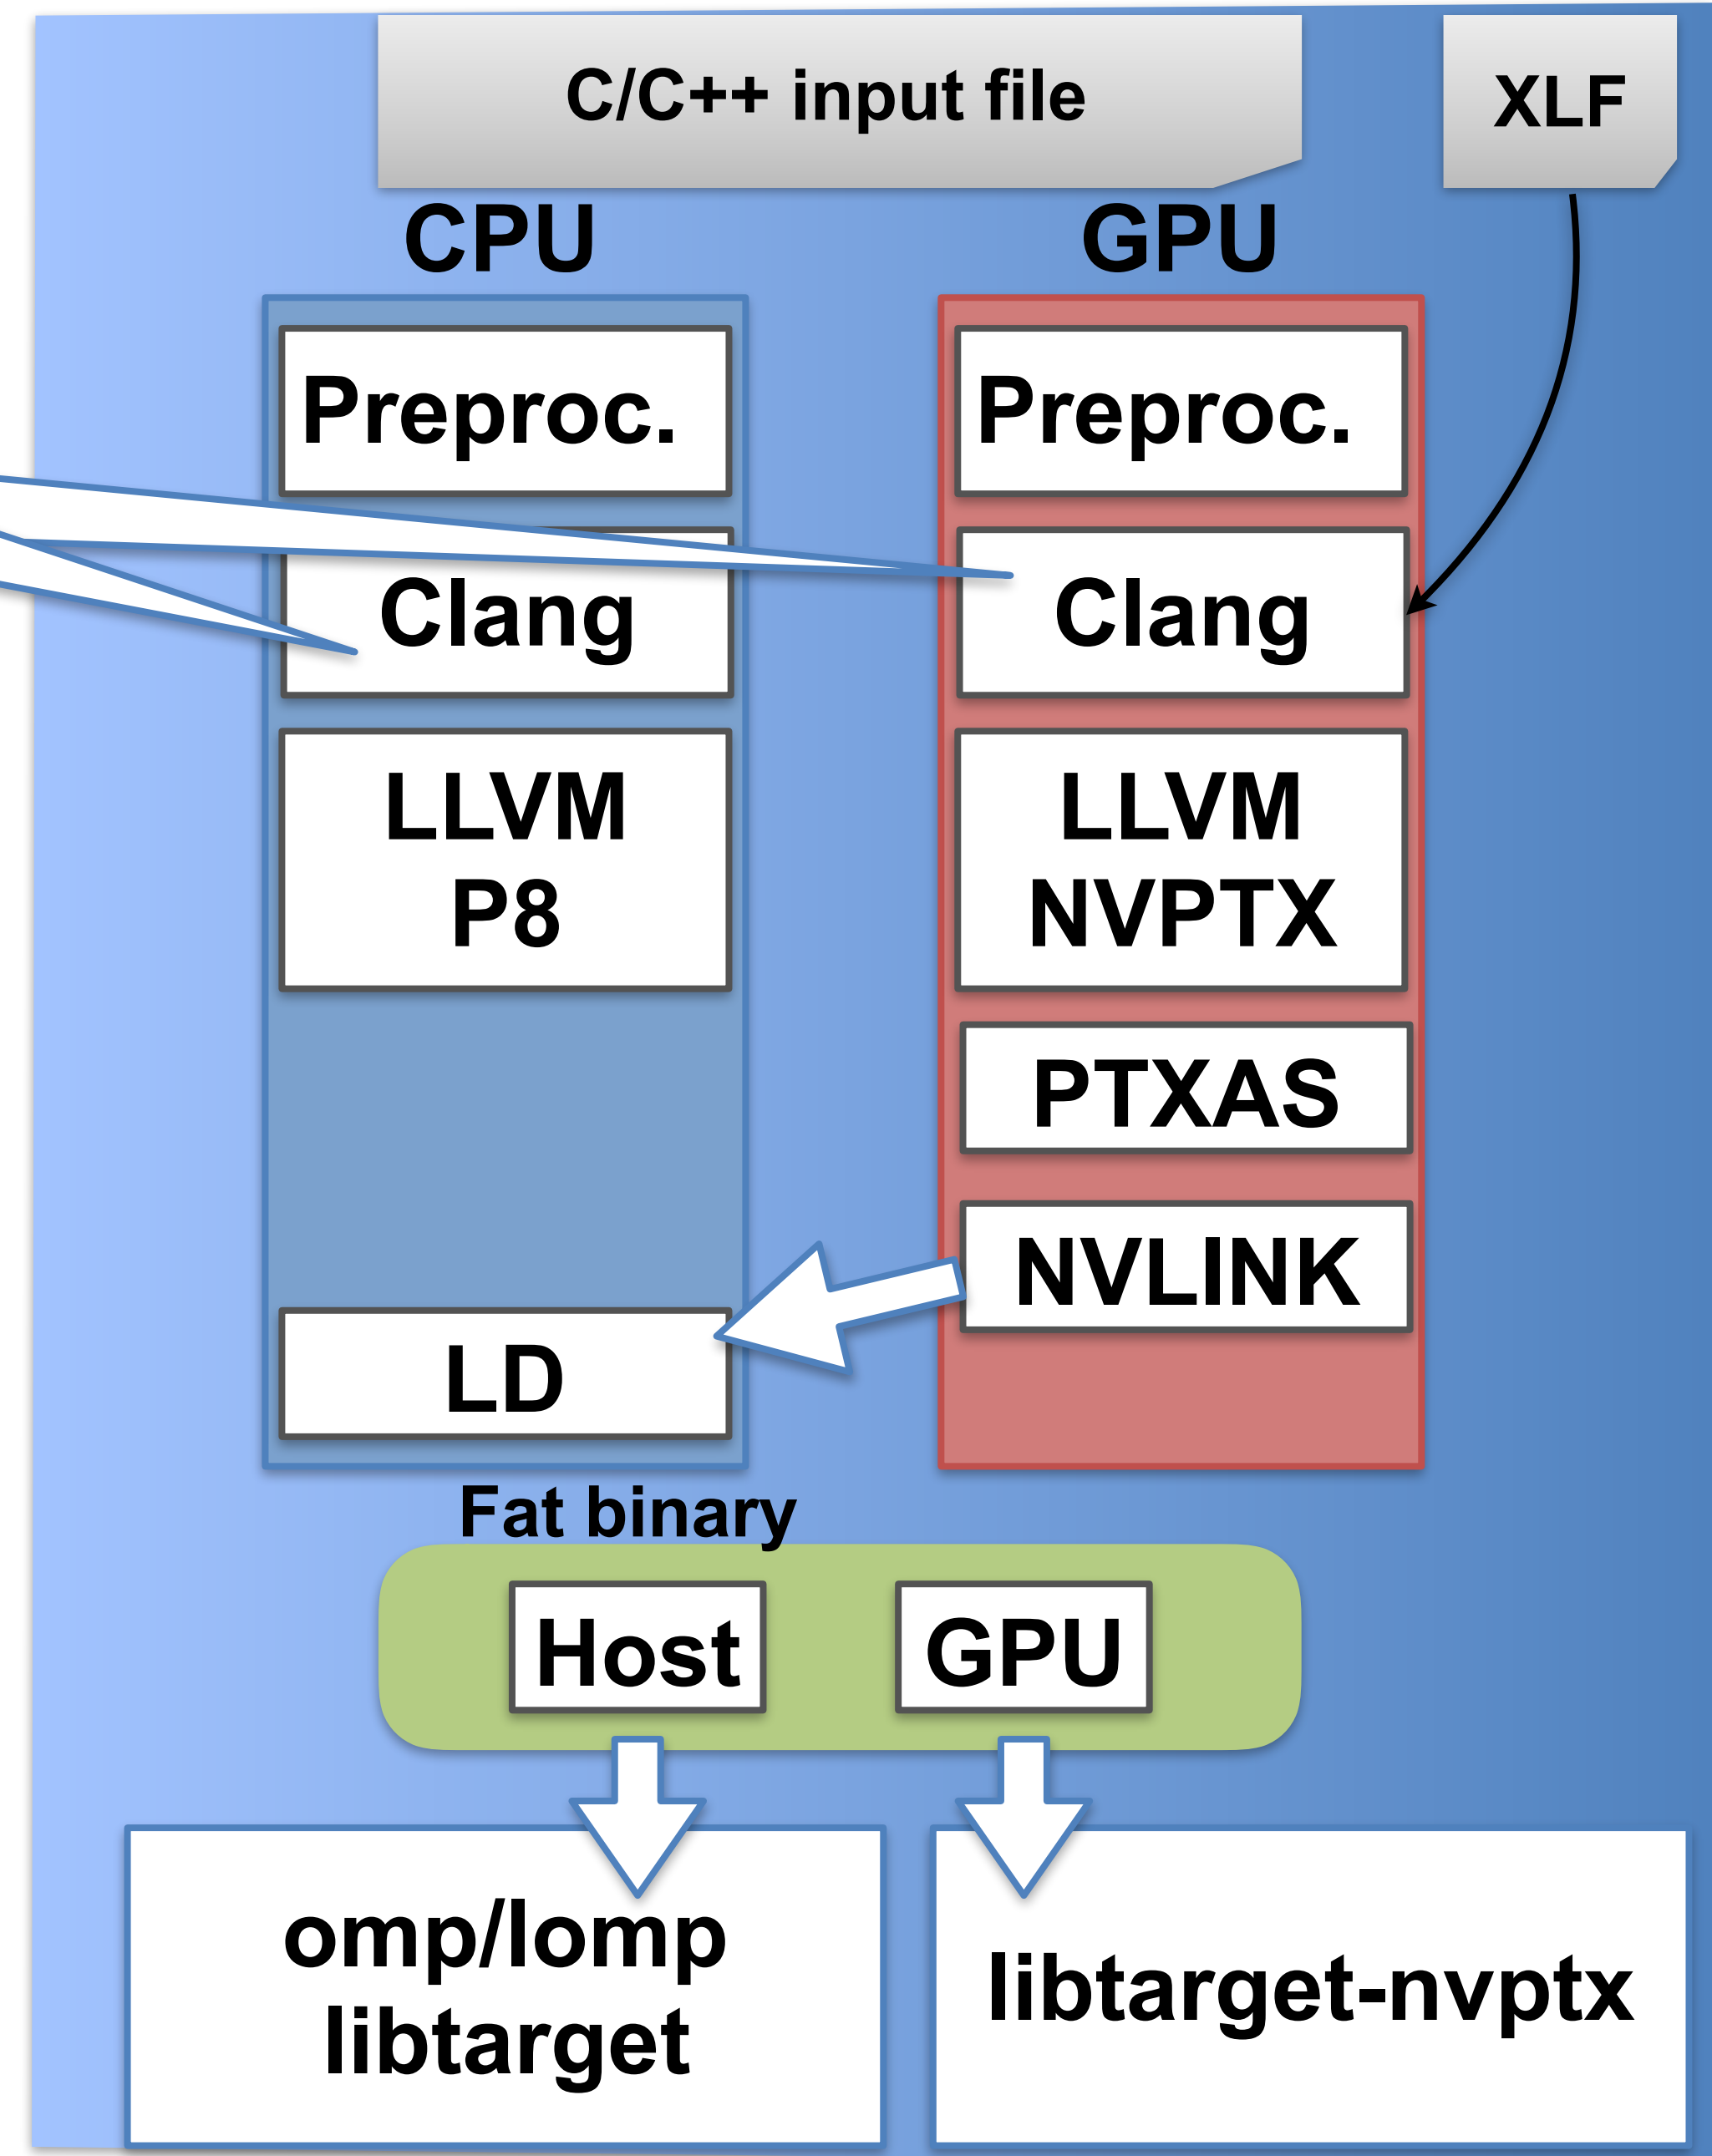 C/C++ input file
XLF
CPU
GPU
Preproc.
Preproc.
Clang
Clang
LLVM
P8
LLVM
NVPTX
PTXAS
NVLINK
LD
Fat binary
Host
GPU
omp/lomp
libtarget
libtarget-nvptx